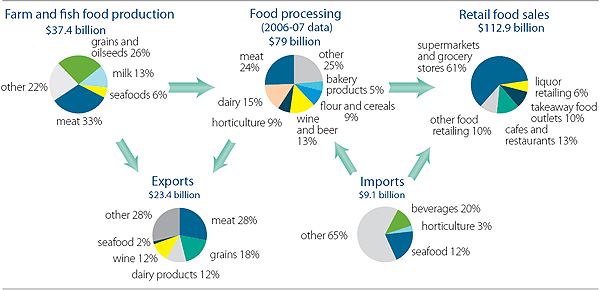 Farm and fish food production
$37.4 billion
grains and
oilseeds 26%
milk 13%
seafoods 6%
other 22%
meat 33%
Food processing
(2006-07 data)
$79 billion
meat
24%
other
25%
bakery
products 5%
dairy 15%
flour and cereals
9%
horticulture 9%
wine and beer
13%
Retail food sales
$112.9 billion
supermarkets
and grocery
stores 61%
liquor
retailing 6%
takeaway food
outlets 10%
other food
retailing 10%
cafes and
restaurants 13%
Exports
$23.4 billion
other 28%
meat 28%
seafood 2%
grains 18%
wine 12%
dairy products 12%
Imports
$9.1 billion
beverages 20%
horticulture 3%
other 65%
seafood 12%